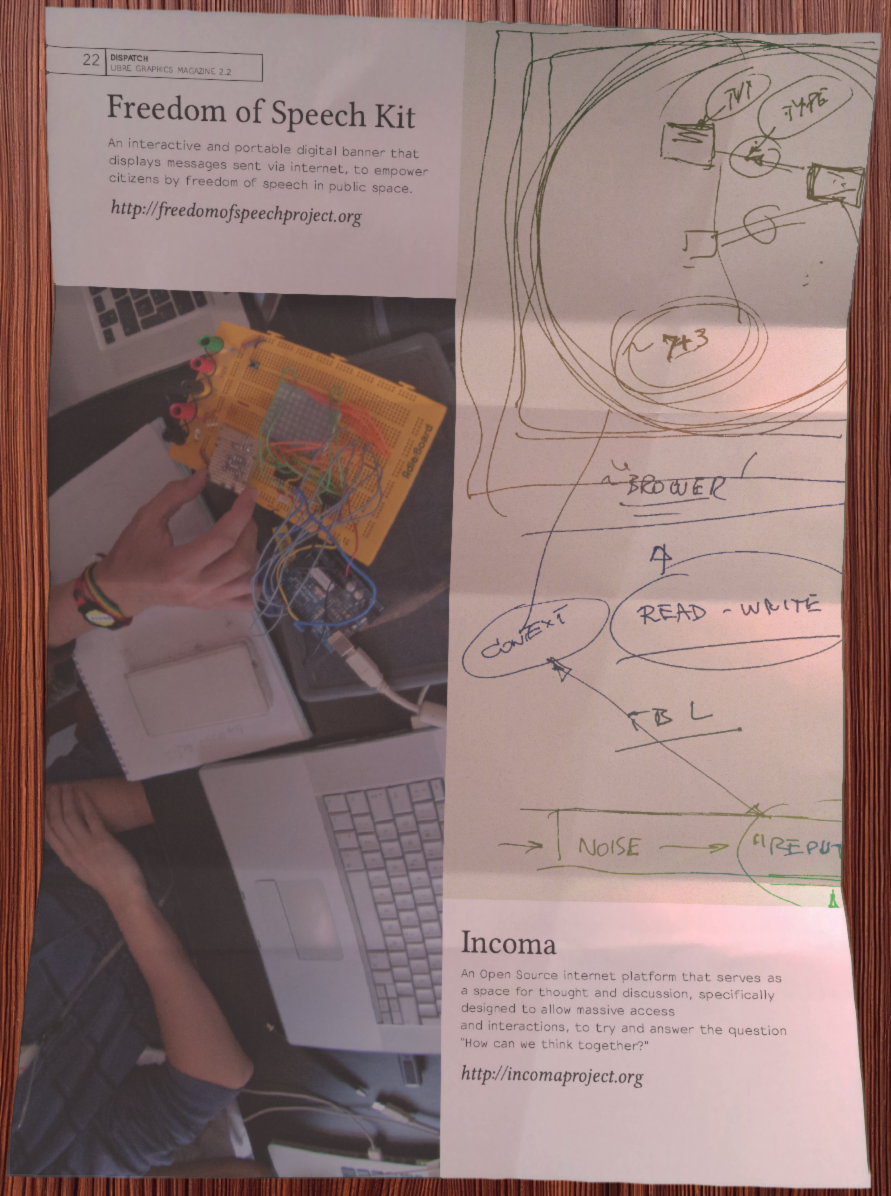 22
DISPATCH
LIBRE GRAPHICS MAGAZINE 2.2
Freedom of Speech Kit
An interactive and portable digital banner that
displays messages sent via internet, to empower
citizens by freedom of speech in public space.
http://freedomofspeechproject.org
TYPE
BROWER
CONTEXT
READ - WRITE
NOISE
"REPUT
Incoma
An Open Source internet platform that serves as
a space for thought and discussion, specifically
designed to allow massive access
and interactions, to try and answer the question
"How can we think together?"
http://incomaproject.org